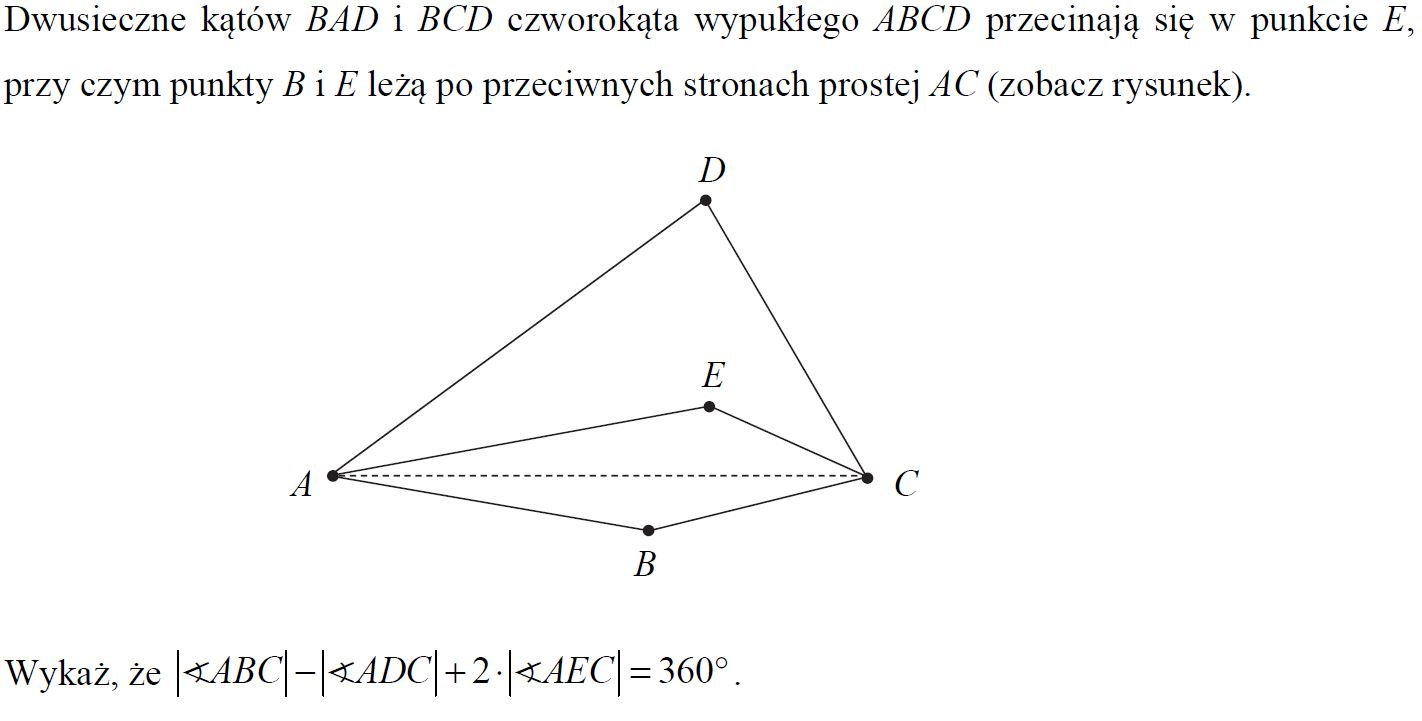 Dwusieczne kątów BAD i BCD czworokąta wypukłego ABCD przecinają się w punkcie E,
przy czym punkty B i E leżą po przeciwnych stronach prostej AC (zobacz rysunek).
D
E
A
C
B
Wykaż, że |∢ABC|−|∢ADC|+2·|∢AEC|=360°.